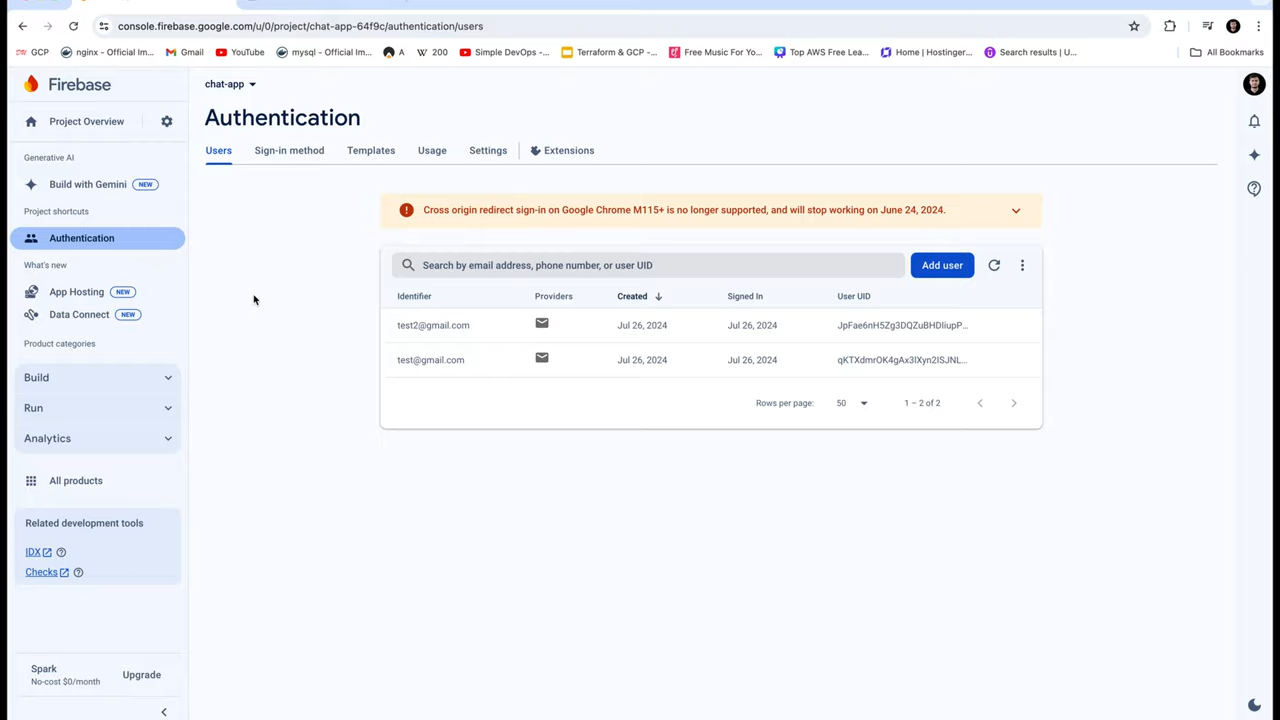 console.firebase.google.com/u/0/project/chat-app-64f9c/authentication/users
GCP
nginx - Official Im...
Gmail
YouTube
mysql - Official Im...
A
W 200
Simple DevOps -...
Terraform & GCP -...
Free Music For Yo...
Top AWS Free Lea...
Home | Hostinger...
Search results | U...
All Bookmarks
Firebase
chat-app
Project Overview
Authentication
Users
Sign-in method
Templates
Usage
Settings
Extensions
Generative AI
Build with Gemini NEW
Project shortcuts
Authentication
What's new
App Hosting NEW
Data Connect NEW
Product categories
Build
Run
Analytics
All products
Related development tools
IDX
Checks
Spark
No-cost $0/month
Upgrade
Cross origin redirect sign-in on Google Chrome M115+ is no longer supported, and will stop working on June 24, 2024.
Search by email address, phone number, or user UID
Add user
Identifier Providers Created Signed In User UID
test2@gmail.com Jul 26, 2024 Jul 26, 2024 JpFae6nH5Zg3DQZuBHDIiupP...
test@gmail.com Jul 26, 2024 Jul 26, 2024 qKTXdmrOK4gAx3lXyn2ISJNL...
Rows per page: 50 1 – 2 of 2